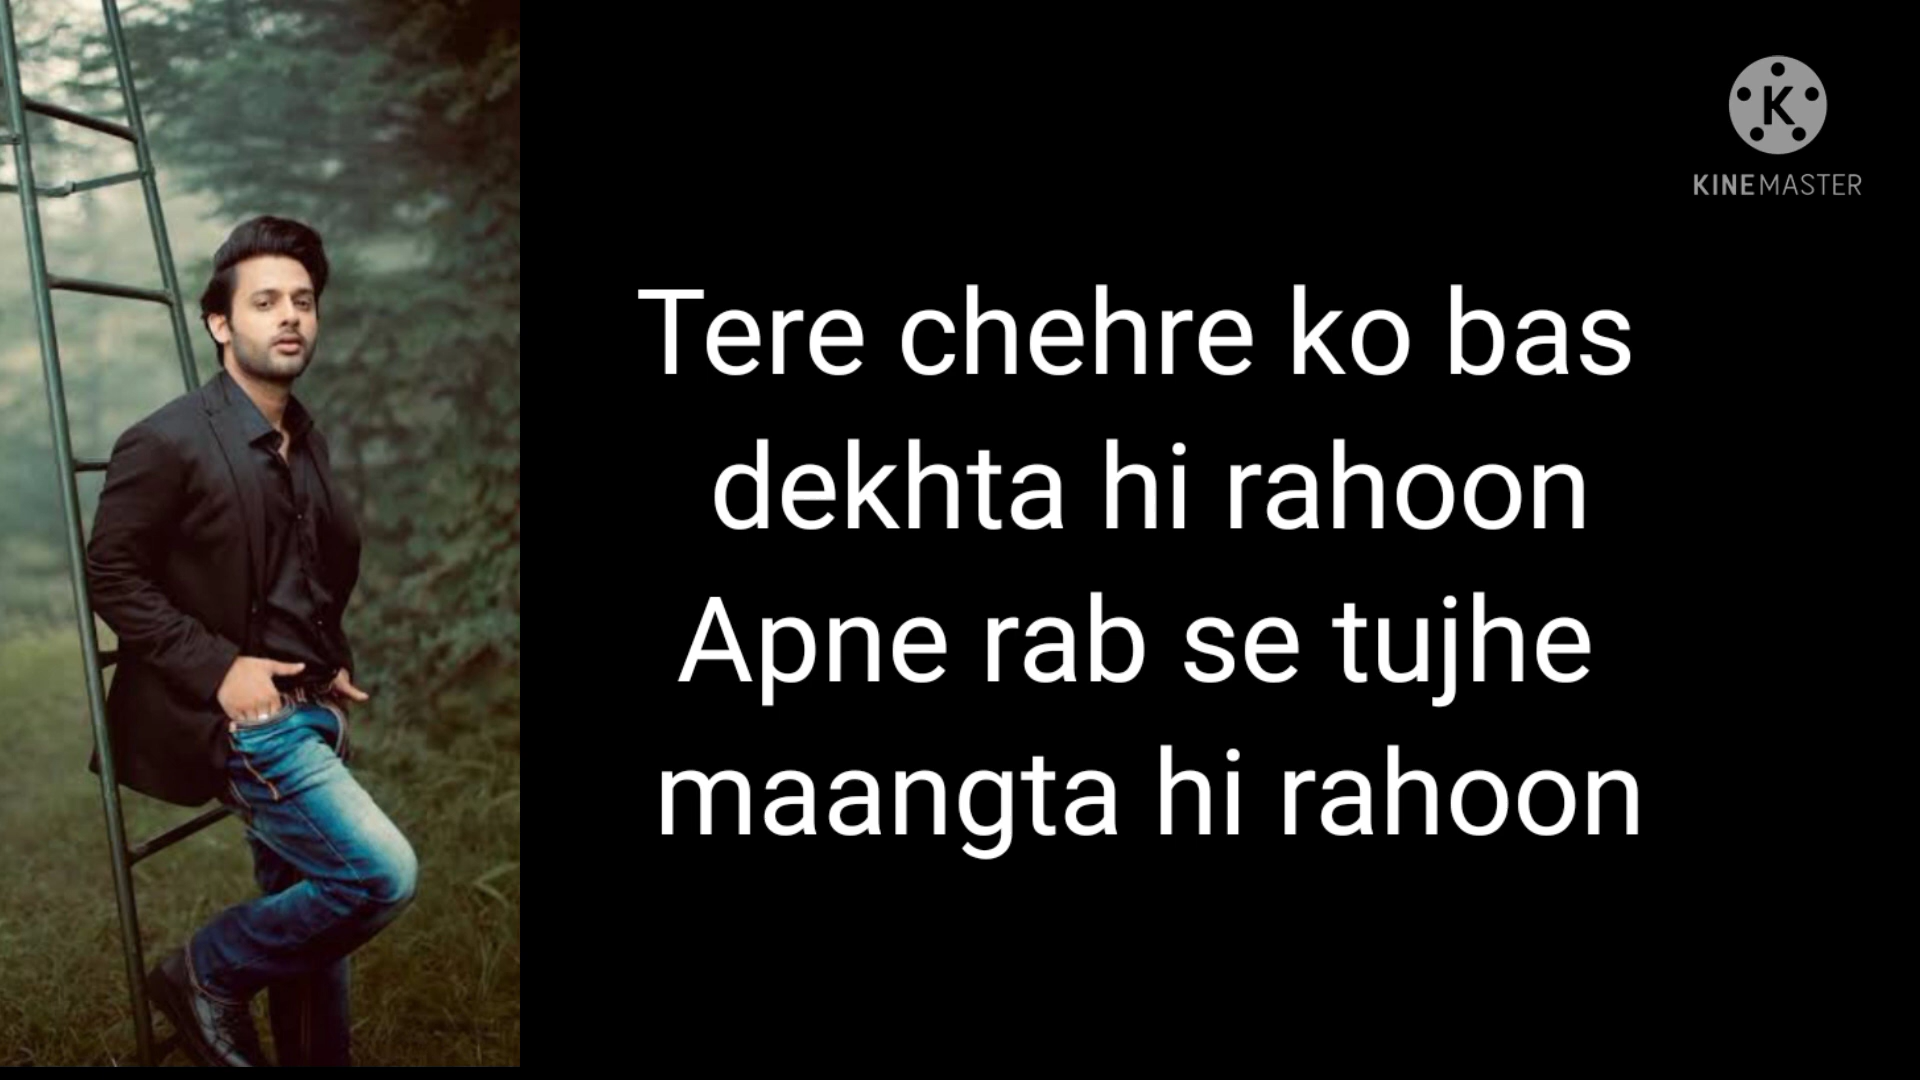 KINEMASTER
Tere chehre ko bas
dekhta hi rahoon
Apne rab se tujhe
maangta hi rahoon